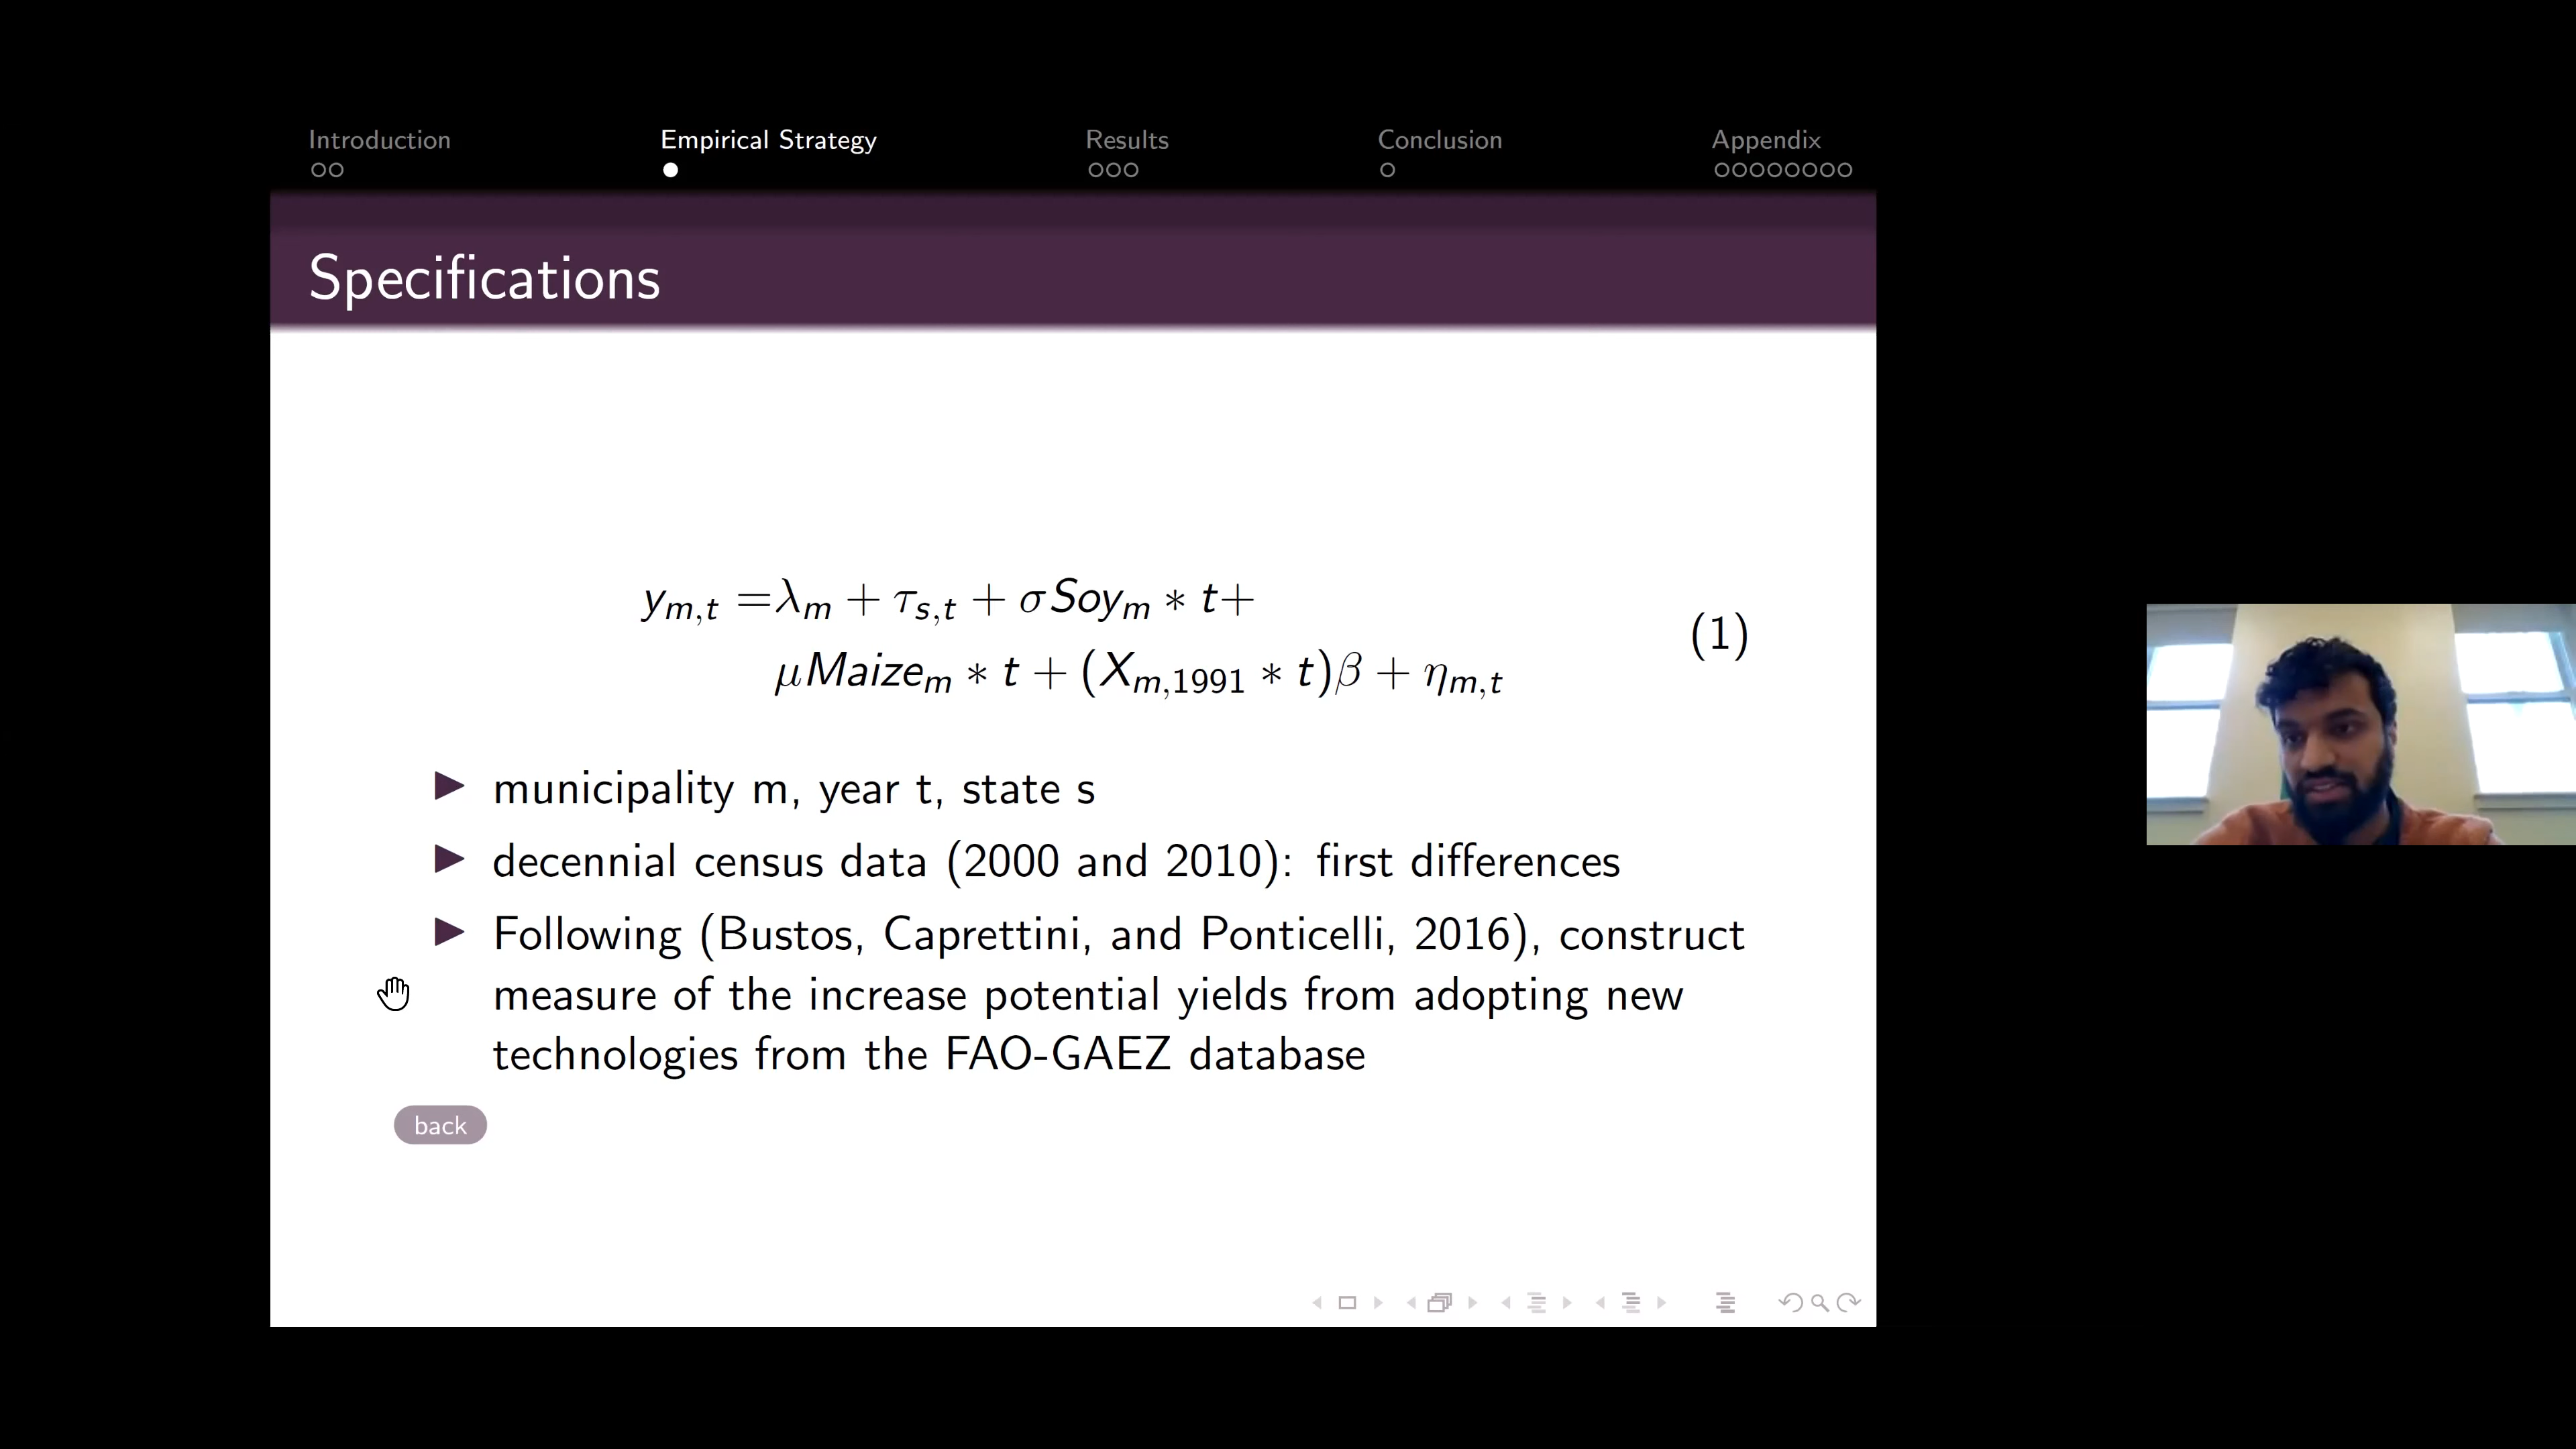 Introduction Empirical Strategy Results Conclusion Appendix
Specifications
y_{m,t} =λ_m + τ_{s,t} + σSoy_m ∗ t+
μMaize_m ∗ t + (X_{m,1991} ∗ t)β + η_{m,t}
(1)
municipality m, year t, state s
decennial census data (2000 and 2010): first differences
Following (Bustos, Caprettini, and Ponticelli, 2016), construct
measure of the increase potential yields from adopting new
technologies from the FAO-GAEZ database
back